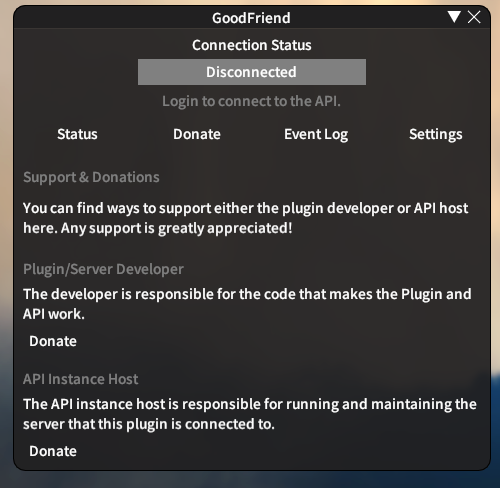 GoodFriend
Connection Status
Disconnected
Login to connect to the API.
Status Donate Event Log Settings
Support & Donations
You can find ways to support either the plugin developer or API host
here. Any support is greatly appreciated!
Plugin/Server Developer
The developer is responsible for the code that makes the Plugin and
API work.
Donate
API Instance Host
The API instance host is responsible for running and maintaining the
server that this plugin is connected to.
Donate